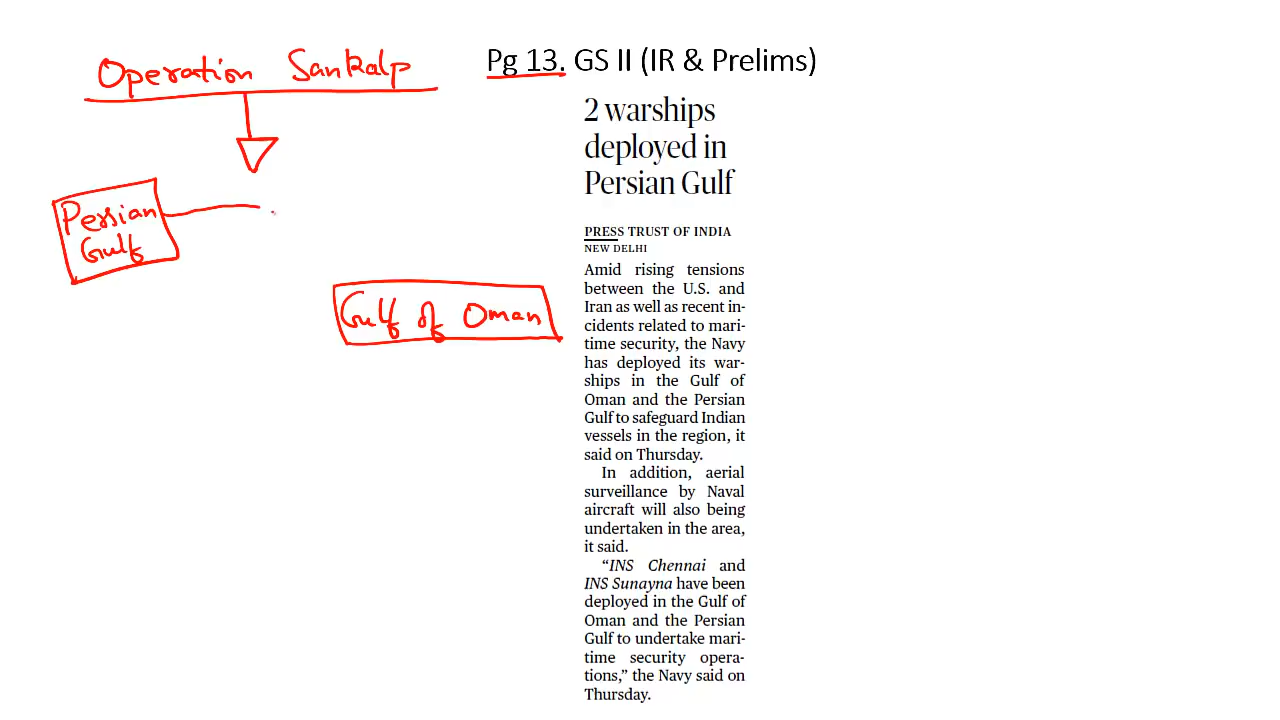 Operation Sankalp
Persian
Gulf
Gulf of Oman
Pg 13. GS II (IR & Prelims)
2 warships
deployed in
Persian Gulf
PRESS TRUST OF INDIA
NEW DELHI
Amid rising tensions
between the U.S. and
Iran as well as recent in-
cidents related to mari-
time security, the Navy
has deployed its war-
ships in the Gulf of
Oman and the Persian
Gulf to safeguard Indian
vessels in the region, it
said on Thursday.
In addition, aerial
surveillance by Naval
aircraft will also being
undertaken in the area,
it said.
“INS Chennai and
INS Sunayna have been
deployed in the Gulf of
Oman and the Persian
Gulf to undertake mari-
time security opera-
tions,” the Navy said on
Thursday.